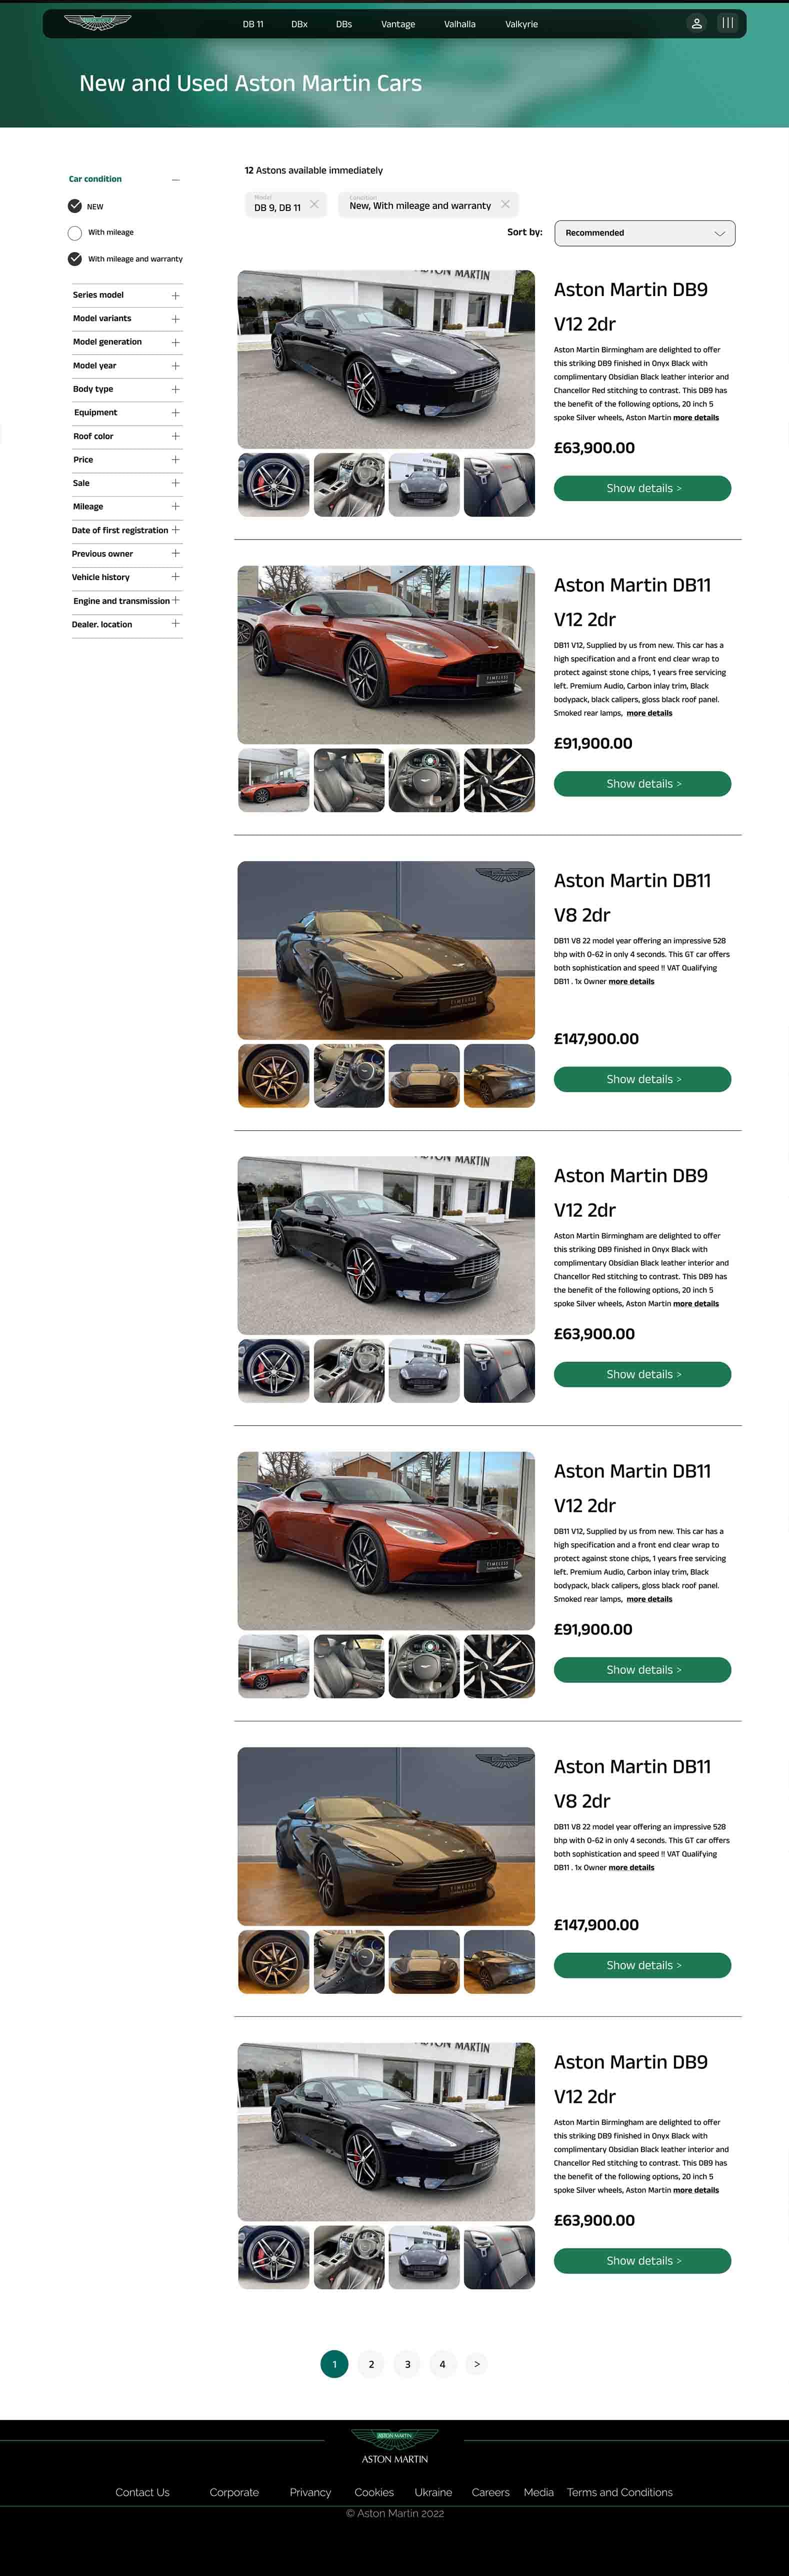 DB 11
DBx
DBs
Vantage
Valhalla
Valkyrie
New and Used Aston Martin Cars
Car condition
NEW
With mileage
With mileage and warranty
Series model
Model variants
Model generation
Model year
Body type
Equipment
Roof color
Price
Sale
Mileage
Date of first registration
Previous owner
Vehicle history
Engine and transmission
Dealer. location
12 Astons available immediately
Model
DB 9, DB 11
Condition
New, With mileage and warranty
Sort by:
Recommended
ASTON MARTIN
Aston Martin DB9
V12 2dr
Aston Martin Birmingham are delighted to offer
this striking DB9 finished in Onyx Black with
complimentary Obsidian Black leather interior and
Chancellor Red stitching to contrast. This DB9 has
the benefit of the following options, 20 inch 5
spoke Silver wheels, Aston Martin more details
£63,900.00
Show details >
TIMELESS
Aston Martin DB11
V12 2dr
DB11 V12, Supplied by us from new. This car has a
high specification and a front end clear wrap to
protect against stone chips, 1 years free servicing
left. Premium Audio, Carbon inlay trim, Black
bodypack, black calipers, gloss black roof panel.
Smoked rear lamps, more details
£91,900.00
Show details >
TIMELESS
Aston Martin DB11
V8 2dr
DB11 V8 22 model year offering an impressive 528
bhp with 0-62 in only 4 seconds. This GT car offers
both sophistication and speed !! VAT Qualifying
DB11 . 1x Owner more details
£147,900.00
Show details >
ASTON MARTIN
Aston Martin DB9
V12 2dr
Aston Martin Birmingham are delighted to offer
this striking DB9 finished in Onyx Black with
complimentary Obsidian Black leather interior and
Chancellor Red stitching to contrast. This DB9 has
the benefit of the following options, 20 inch 5
spoke Silver wheels, Aston Martin more details
£63,900.00
Show details >
TIMELESS
Aston Martin DB11
V12 2dr
DB11 V12, Supplied by us from new. This car has a
high specification and a front end clear wrap to
protect against stone chips, 1 years free servicing
left. Premium Audio, Carbon inlay trim, Black
bodypack, black calipers, gloss black roof panel.
Smoked rear lamps, more details
£91,900.00
Show details >
TIMELESS
Aston Martin DB11
V8 2dr
DB11 V8 22 model year offering an impressive 528
bhp with 0-62 in only 4 seconds. This GT car offers
both sophistication and speed !! VAT Qualifying
DB11 . 1x Owner more details
£147,900.00
Show details >
ASTON MARTIN
Aston Martin DB9
V12 2dr
Aston Martin Birmingham are delighted to offer
this striking DB9 finished in Onyx Black with
complimentary Obsidian Black leather interior and
Chancellor Red stitching to contrast. This DB9 has
the benefit of the following options, 20 inch 5
spoke Silver wheels, Aston Martin more details
£63,900.00
Show details >
1 2 3 4 >
ASTON MARTIN
ASTON MARTIN
Contact Us
Corporate
Privancy
Cookies
Ukraine
Careers
Media
Terms and Conditions
© Aston Martin 2022